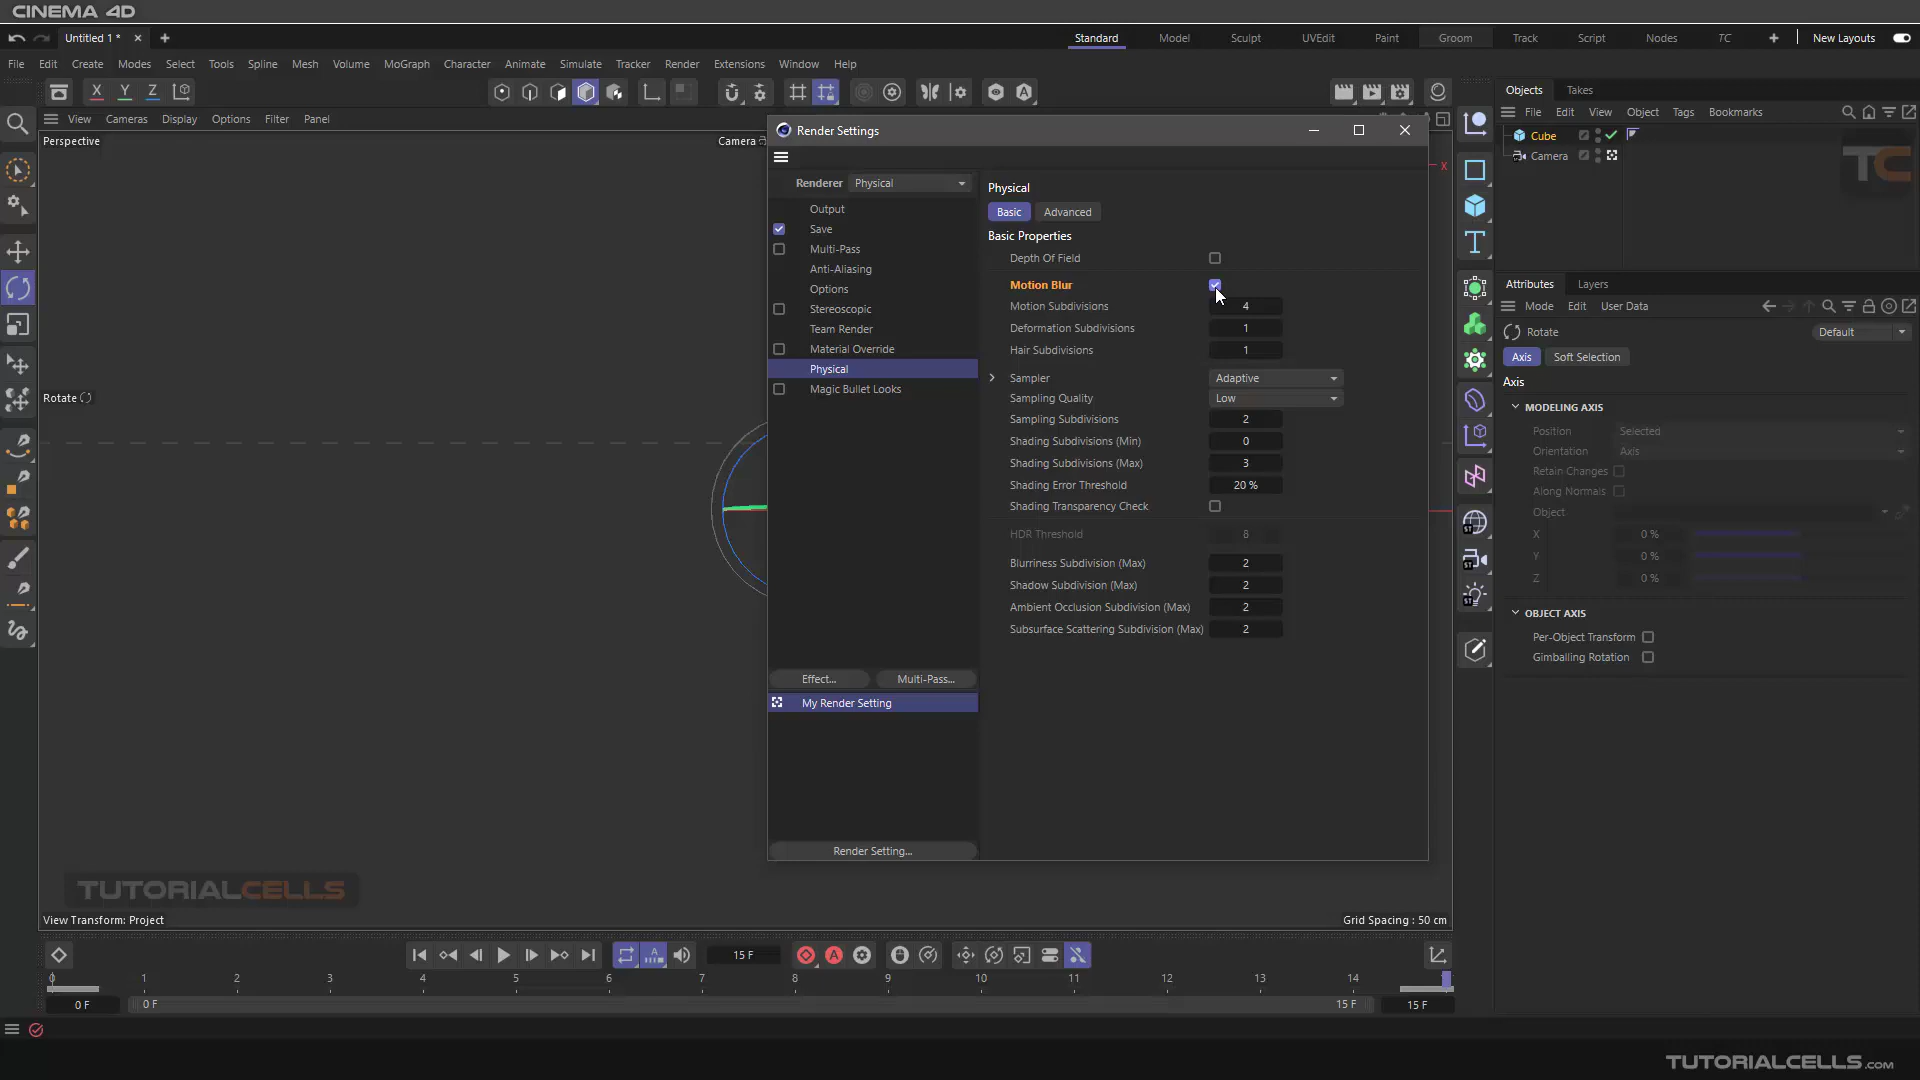 CINEMA 4D
Untitled 1 *
Standard
Model
Sculpt
UVEdit
Paint
Groom
Track
Script
Nodes
TC
New Layouts
File Edit Create Modes Select Tools Spline Mesh Volume MoGraph Character Animate Simulate Tracker Render Extensions Window Help
X Y Z
View Cameras Display Options Filter Panel
Perspective
Camera
Rotate
X
Render Settings
Renderer Physical
Output
Save
Multi-Pass
Anti-Aliasing
Options
Stereoscopic
Team Render
Material Override
Physical
Magic Bullet Looks
Effect...
Multi-Pass...
My Render Setting
Render Setting...
Physical
Basic Advanced
Basic Properties
Depth Of Field
Motion Blur
Motion Subdivisions 4
Deformation Subdivisions 1
Hair Subdivisions 1
Sampler Adaptive
Sampling Quality Low
Sampling Subdivisions 2
Shading Subdivisions (Min) 0
Shading Subdivisions (Max) 3
Shading Error Threshold 20 %
Shading Transparency Check
HDR Threshold 8
Blurriness Subdivision (Max) 2
Shadow Subdivision (Max) 2
Ambient Occlusion Subdivision (Max) 2
Subsurface Scattering Subdivision (Max) 2
Objects Takes
File Edit View Object Tags Bookmarks
Cube
Camera
TC
Attributes Layers
Mode Edit User Data
Rotate Default
Axis Soft Selection
Axis
MODELING AXIS
Position Selected
Orientation Axis
Retain Changes
Along Normals
Object
X 0 %
Y 0 %
Z 0 %
OBJECT AXIS
Per-Object Transform
Gimballing Rotation
ST
ST
ST
TUTORIALCELLS
View Transform: Project
Grid Spacing : 50 cm
15 F
0 1 2 3 4 5 6 7 8 9 10 11 12 13 14
0 F 0 F 15 F 15 F
TUTORIALCELLS.COM